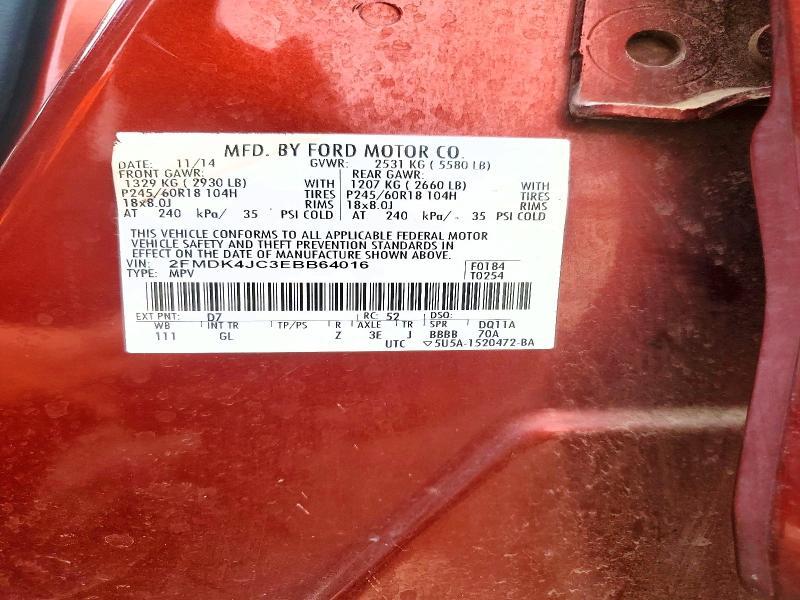 MFD. BY FORD MOTOR CO.
DATE: 11/14 GVWR: 2531 KG ( 5580 LB)
FRONT GAWR: REAR GAWR:
1329 KG ( 2930 LB) WITH 1207 KG ( 2660 LB) WITH
P245/60R18 104H TIRES P245/60R18 104H TIRES
18x8.0J RIMS 18x8.0J RIMS
AT 240 kPa/ 35 PSI COLD AT 240 kPa/ 35 PSI COLD
THIS VEHICLE CONFORMS TO ALL APPLICABLE FEDERAL MOTOR
VEHICLE SAFETY AND THEFT PREVENTION STANDARDS IN
EFFECT ON THE DATE OF MANUFACTURE SHOWN ABOVE.
VIN: 2FMDK4JC3EBB64016 F0184
TYPE: MPV T0254
EXT PNT: D7 RC: 52 DSO:
WB INT TR TP/PS R AXLE TR SPR DQ11A
111 GL Z 3E J BBBB 70A
UTC ▽5U5A-1520472-BA